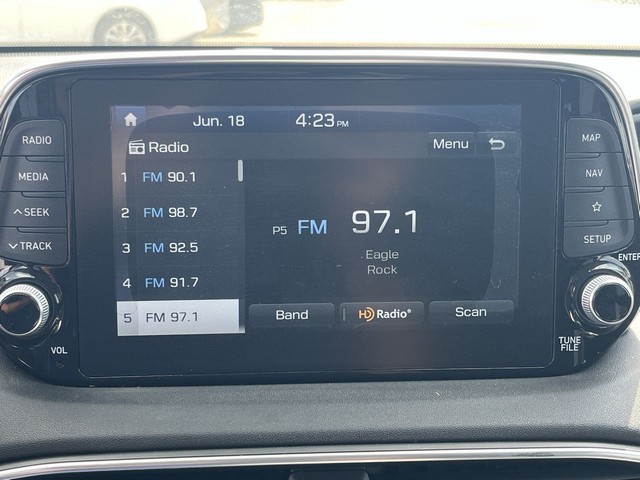 Jun. 18 4:23 PM
Radio Menu
1 FM 90.1
2 FM 98.7
3 FM 92.5
4 FM 91.7
5 FM 97.1
P5 FM 97.1
Eagle
Rock
Band HD Radio® Scan
RADIO
MEDIA
SEEK
TRACK
VOL
MAP
NAV
SETUP
ENTER
TUNE
FILE